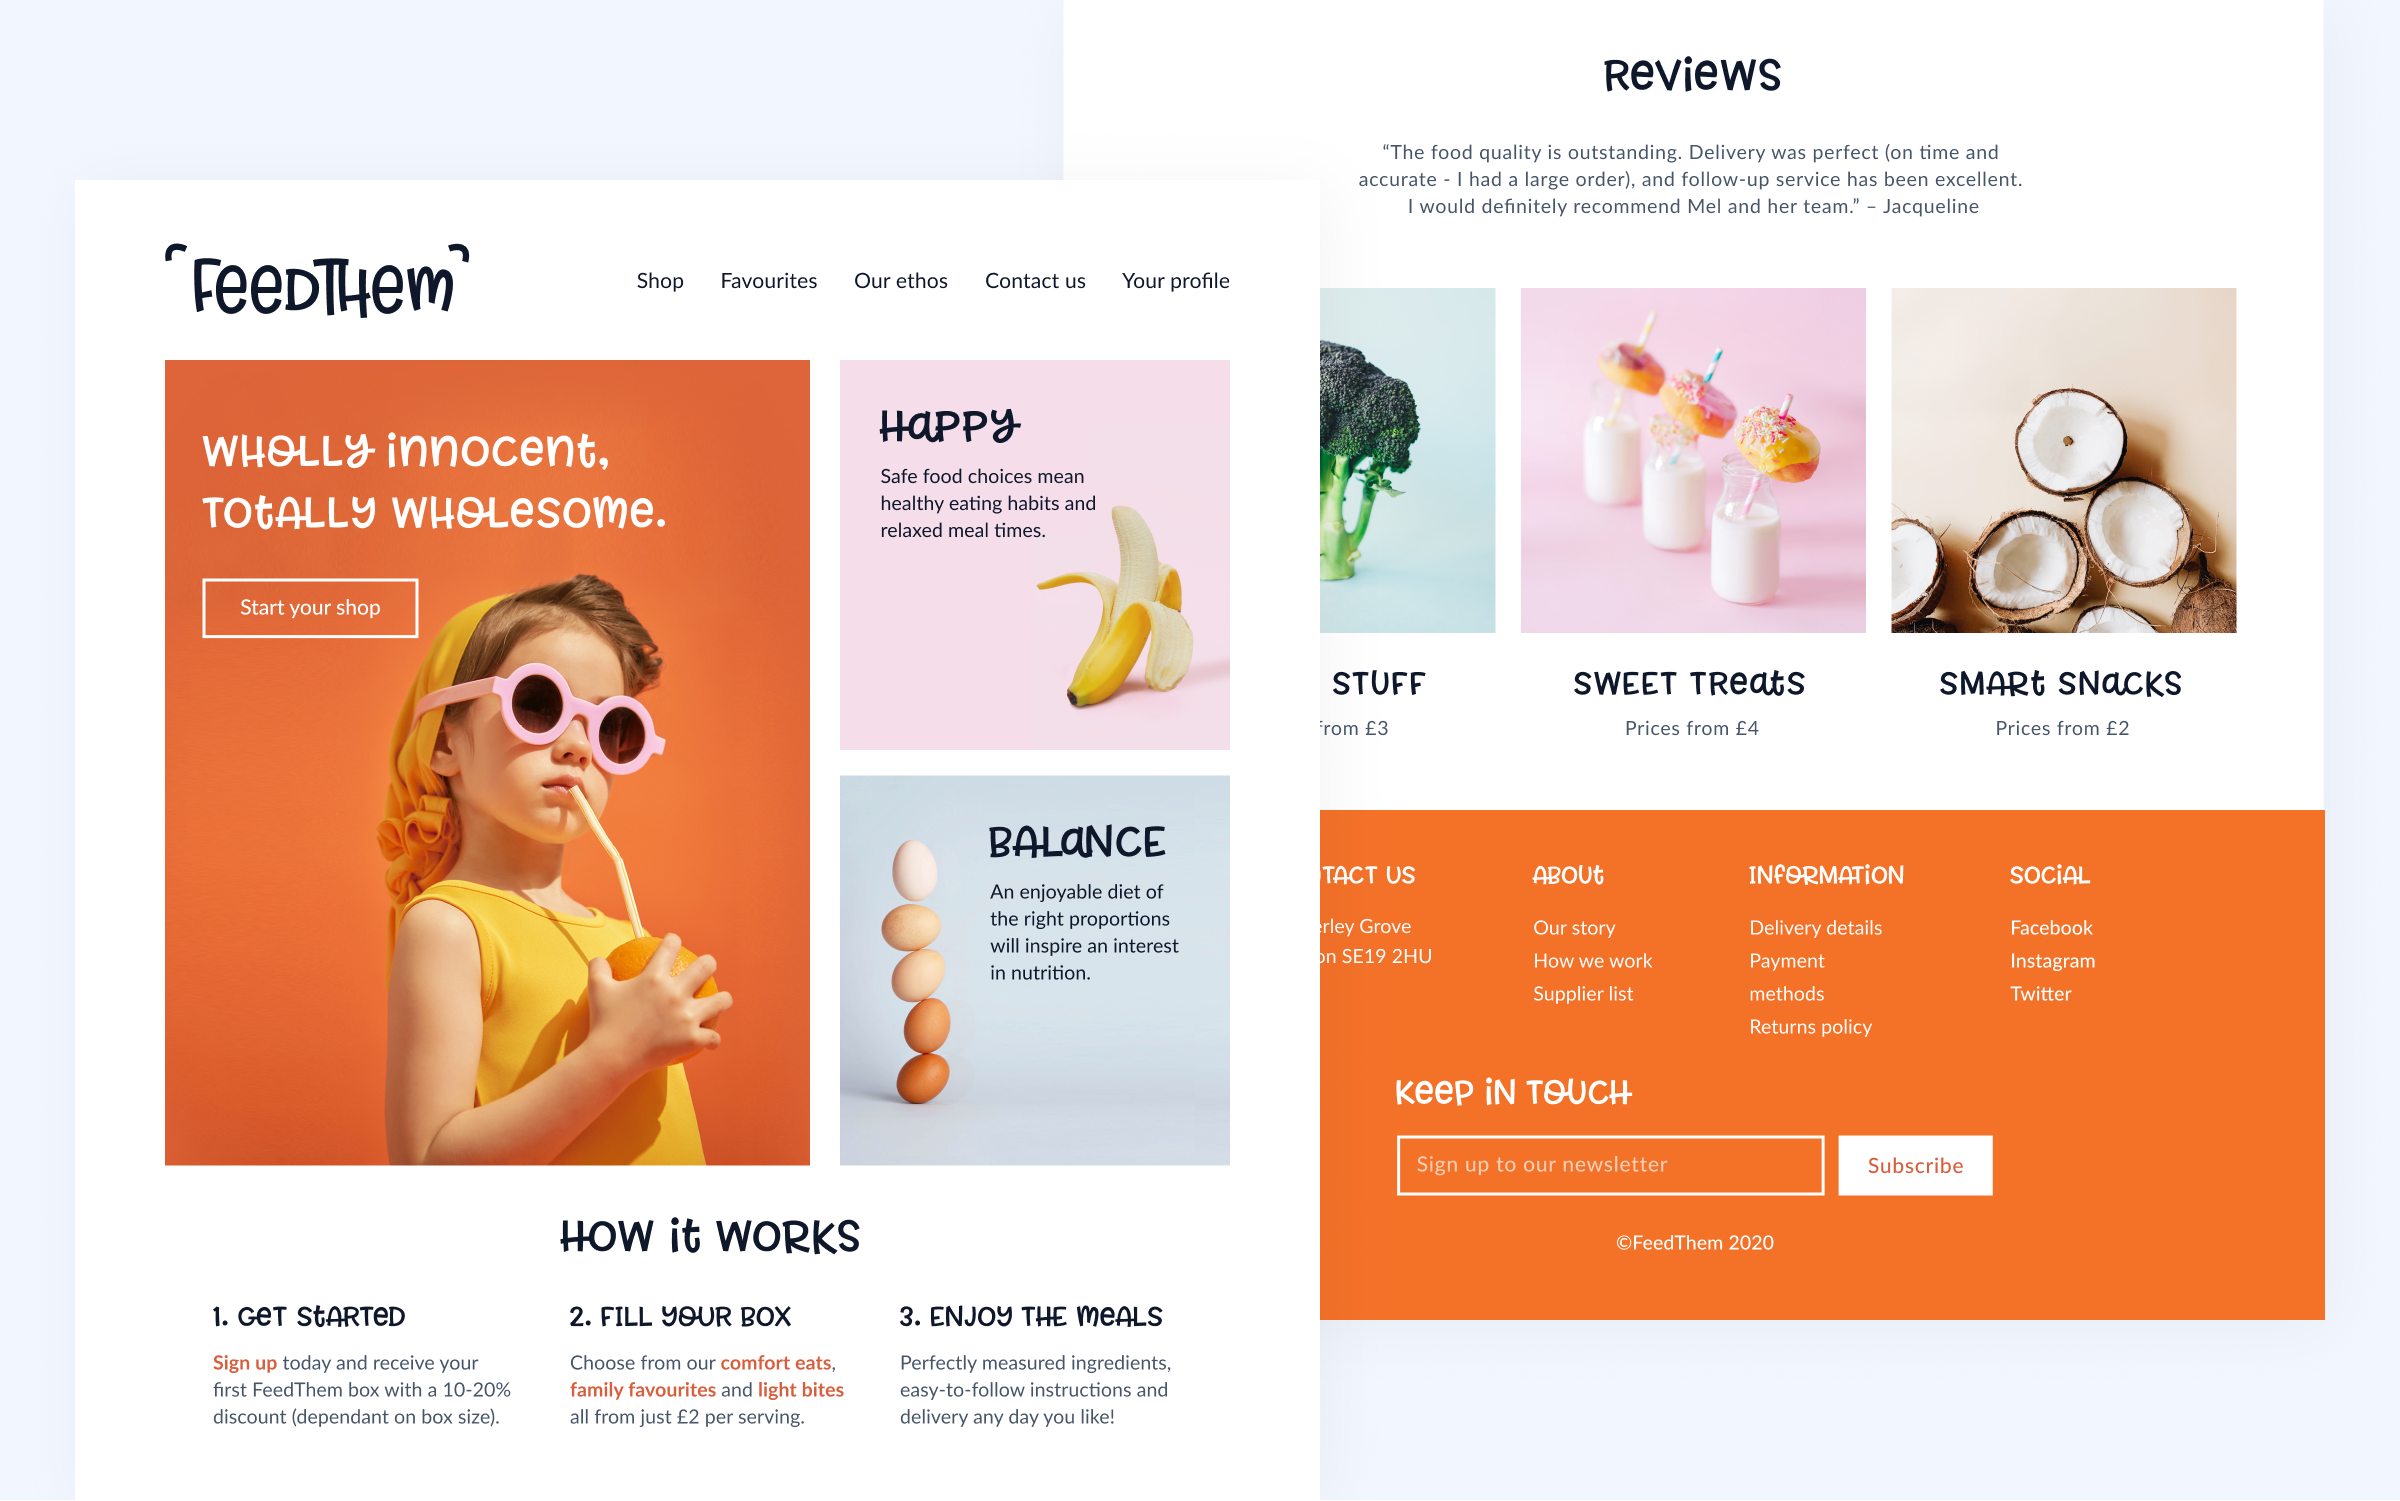 FeedThem
Shop Favourites Our ethos Contact us Your profile
Wholly innocent,
totally wholesome.
Start your shop
Happy
Safe food choices mean
healthy eating habits and
relaxed meal times.
Balance
An enjoyable diet of
the right proportions
will inspire an interest
in nutrition.
How it works
1. Get started
Sign up today and receive your
first FeedThem box with a 10-20%
discount (dependant on box size).
2. Fill your box
Choose from our comfort eats,
family favourites and light bites
all from just £2 per serving.
3. Enjoy the meals
Perfectly measured ingredients,
easy-to-follow instructions and
delivery any day you like!
Reviews
“The food quality is outstanding. Delivery was perfect (on time and
accurate - I had a large order), and follow-up service has been excellent.
I would definitely recommend Mel and her team.” – Jacqueline
Stuff
from £3
Sweet treats
Prices from £4
Smart snacks
Prices from £2
tact us
erley Grove
on SE19 2HU
About
Our story
How we work
Supplier list
Information
Delivery details
Payment
methods
Returns policy
Social
Facebook
Instagram
Twitter
Keep in touch
Sign up to our newsletter
Subscribe
©FeedThem 2020